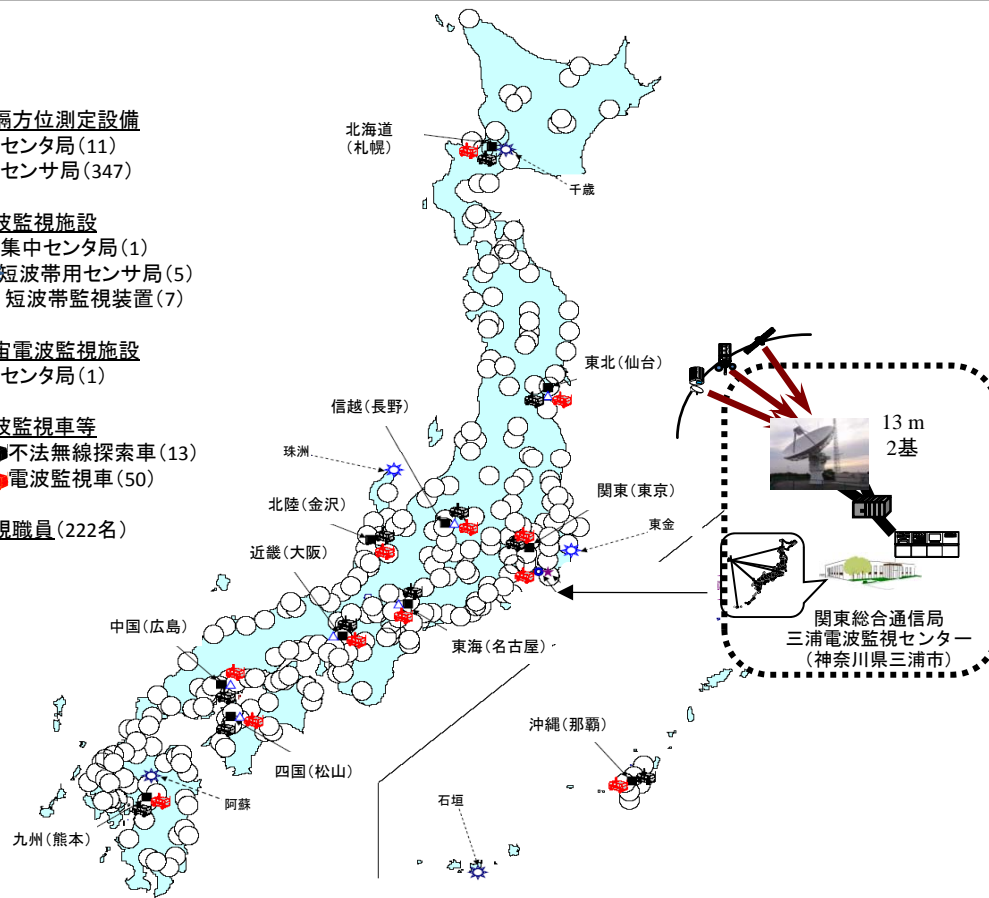 隔方位測定設備
センタ局(11)
センサ局(347)
波監視施設
集中センタ局(1)
短波帯用センサ局(5)
短波帯監視装置(7)
宙電波監視施設
センタ局(1)
波監視車等
不法無線探索車(13)
電波監視車(50)
視職員(222名)
北海道
(札幌)
千歳
東北(仙台)
信越(長野)
珠洲
北陸(金沢)
関東(東京)
東金
近畿(大阪)
中国(広島)
東海(名古屋)
四国(松山)
阿蘇
九州(熊本)
沖縄(那覇)
石垣
13 m
2基
関東総合通信局
三浦電波監視センター
(神奈川県三浦市)